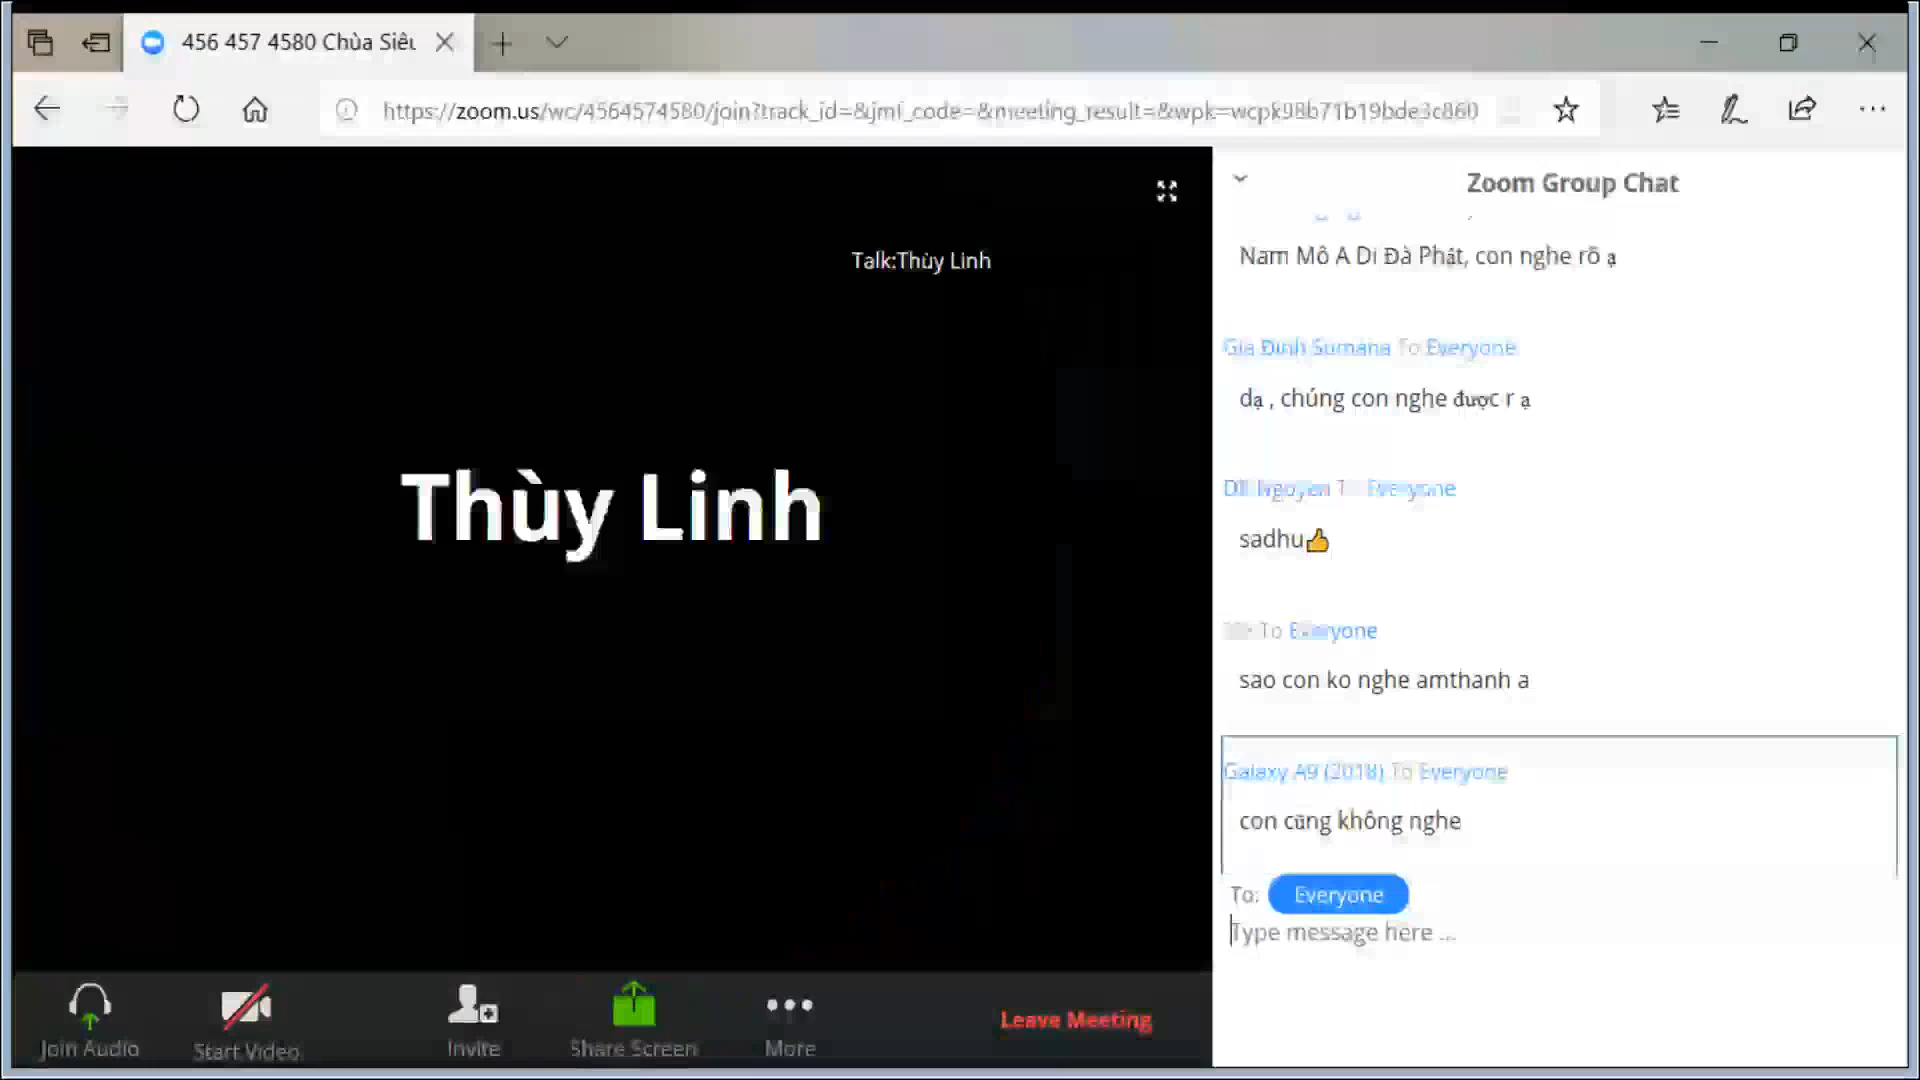 456 457 4580 Chùa Siêu
https://zoom.us/wc/4564574580/join?track_id=&jmf_code=&meeting_result=&wpk=wcpk98b71b19bde3c860
Talk:Thùy Linh
Thùy Linh
Join Audio
Start Video
Invite
Share Screen
More
Leave Meeting
Zoom Group Chat
Nam Mô A Di Đà Phật, con nghe rõ ạ
Gia Đình Sumana To Everyone
dạ , chúng con nghe được r ạ
Nguyen To Everyone
sadhu👍
To Everyone
sao con ko nghe amthanh a
Galaxy A9 (2018) To Everyone
con cũng không nghe
To: Everyone
Type message here ...